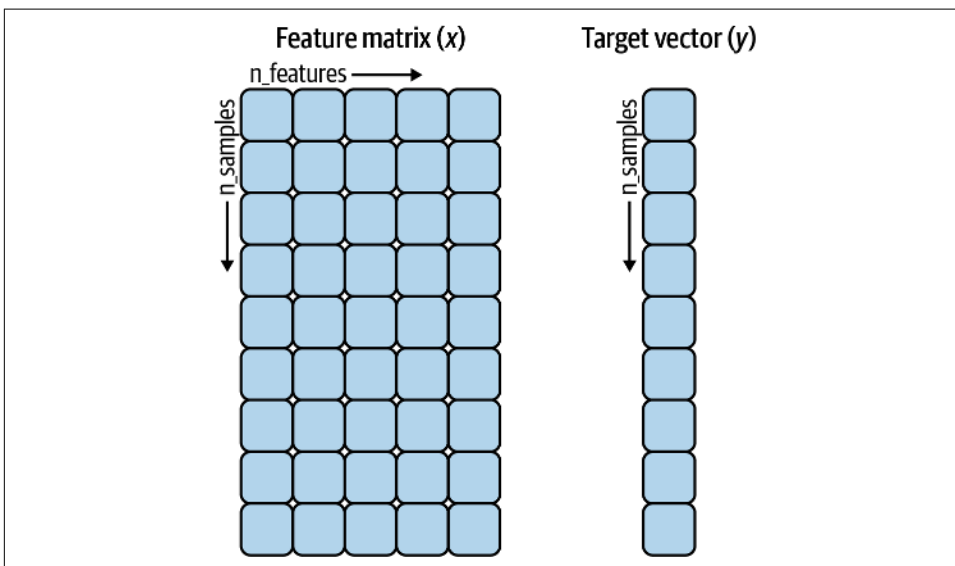 Feature matrix (x)
Target vector (y)
n_features
n_samples
n_samples